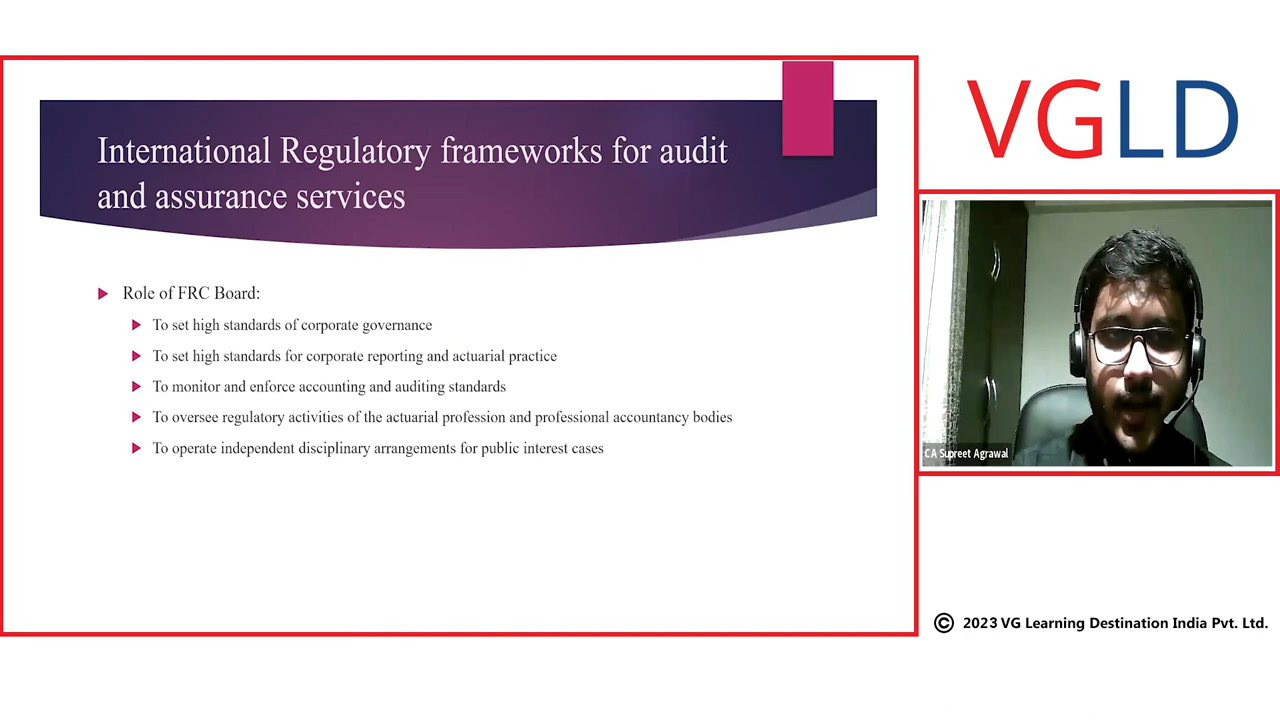 International Regulatory frameworks for audit
and assurance services
Role of FRC Board:
To set high standards of corporate governance
To set high standards for corporate reporting and actuarial practice
To monitor and enforce accounting and auditing standards
To oversee regulatory activities of the actuarial profession and professional accountancy bodies
To operate independent disciplinary arrangements for public interest cases
VGLD
CA Supreet Agrawal
© 2023 VG Learning Destination India Pvt. Ltd.